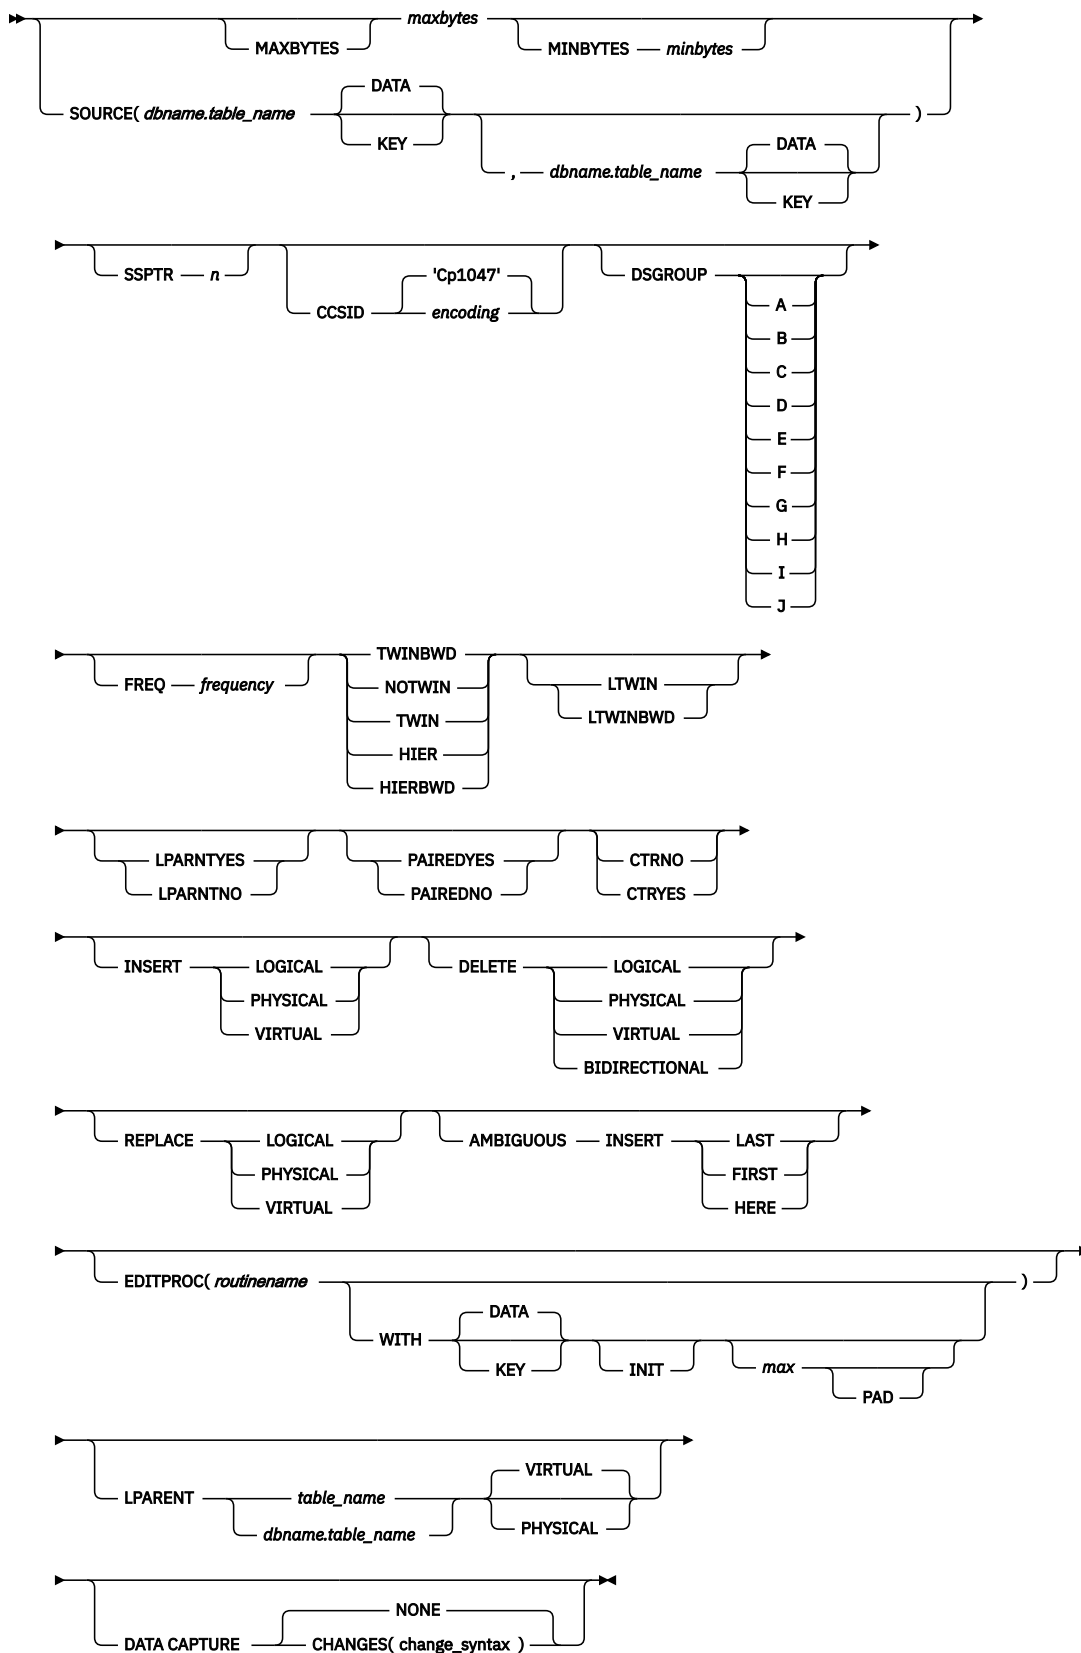 maxbytes
MAXBYTES MINBYTES minbytes
DATA
SOURCE( dbname.table_name )
KEY DATA
, dbname.table_name
KEY
SSPTR n 'Cp1047' DSGROUP
CCSID encoding A
B
C
D
E
F
G
H
I
J
TWINBWD
FREQ frequency NOTWIN LTWIN
TWIN LTWINBWD
HIER
HIERBWD
LPARNTYES PAIREDYES CTRNO
LPARNTNO PAIREDNO CTRYES
INSERT LOGICAL DELETE LOGICAL
PHYSICAL PHYSICAL
VIRTUAL VIRTUAL
BIDIRECTIONAL
REPLACE LOGICAL AMBIGUOUS INSERT LAST
PHYSICAL FIRST
VIRTUAL HERE
EDITPROC( routinename )
DATA
WITH
KEY INIT max
PAD
VIRTUAL
LPARENT table_name
dbname.table_name PHYSICAL
NONE
DATA CAPTURE CHANGES( change_syntax )